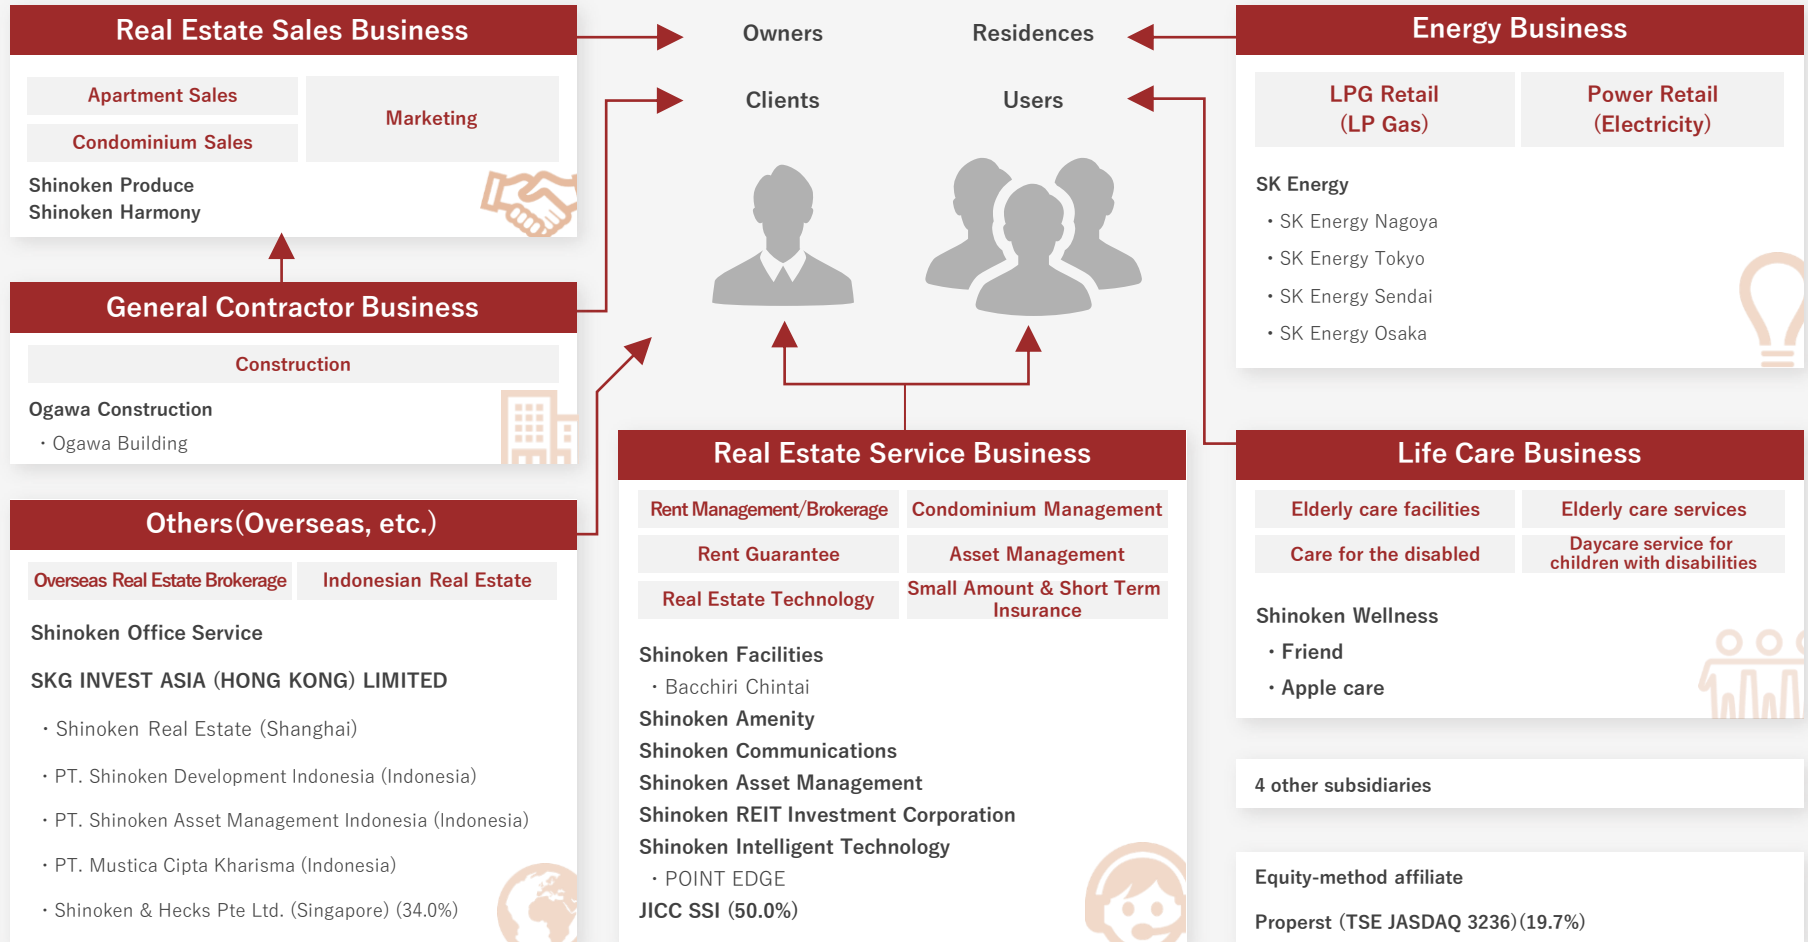 Real Estate Sales Business
Apartment Sales
Condominium Sales
Marketing
Shinoken Produce
Shinoken Harmony
General Contractor Business
Construction
Ogawa Construction
・Ogawa Building
Others(Overseas, etc.)
Overseas Real Estate Brokerage
Indonesian Real Estate
Shinoken Office Service
SKG INVEST ASIA (HONG KONG) LIMITED
・Shinoken Real Estate (Shanghai)
・PT. Shinoken Development Indonesia (Indonesia)
・PT. Shinoken Asset Management Indonesia (Indonesia)
・PT. Mustica Cipta Kharisma (Indonesia)
・Shinoken & Hecks Pte Ltd. (Singapore) (34.0%)
Owners
Residences
Clients
Users
Real Estate Service Business
Rent Management/Brokerage
Condominium Management
Rent Guarantee
Asset Management
Real Estate Technology
Small Amount & Short Term
Insurance
Shinoken Facilities
・Bacchiri Chintai
Shinoken Amenity
Shinoken Communications
Shinoken Asset Management
Shinoken REIT Investment Corporation
Shinoken Intelligent Technology
・POINT EDGE
JICC SSI (50.0%)
Energy Business
LPG Retail
(LP Gas)
Power Retail
(Electricity)
SK Energy
・SK Energy Nagoya
・SK Energy Tokyo
・SK Energy Sendai
・SK Energy Osaka
Life Care Business
Elderly care facilities
Elderly care services
Care for the disabled
Daycare service for
children with disabilities
Shinoken Wellness
・Friend
・Apple care
4 other subsidiaries
Equity-method affiliate
Properst (TSE JASDAQ 3236)(19.7%)